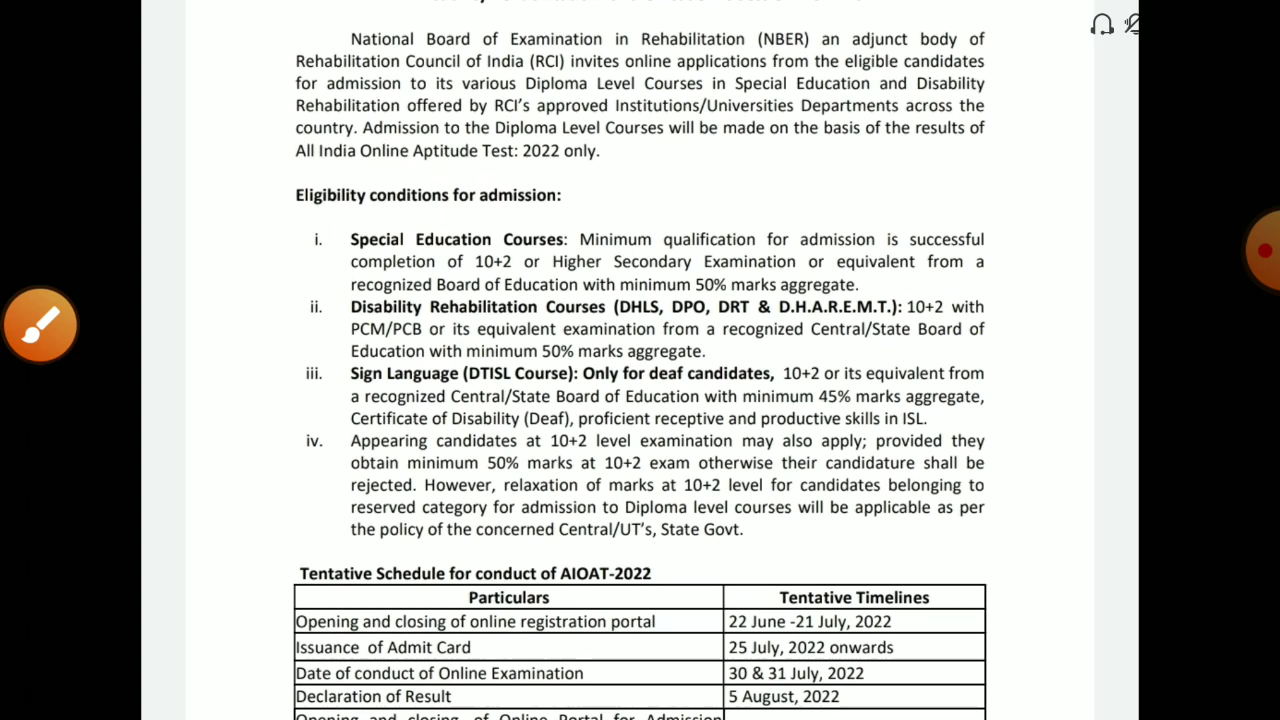 National Board of Examination in Rehabilitation (NBER) an adjunct body of
Rehabilitation Council of India (RCI) invites online applications from the eligible candidates
for admission to its various Diploma Level Courses in Special Education and Disability
Rehabilitation offered by RCI's approved Institutions/Universities Departments across the
country. Admission to the Diploma Level Courses will be made on the basis of the results of
All India Online Aptitude Test: 2022 only.
Eligibility conditions for admission:
i. Special Education Courses: Minimum qualification for admission is successful
completion of 10+2 or Higher Secondary Examination or equivalent from a
recognized Board of Education with minimum 50% marks aggregate.
ii. Disability Rehabilitation Courses (DHLS, DPO, DRT & D.H.A.R.E.M.T.): 10+2 with
PCM/PCB or its equivalent examination from a recognized Central/State Board of
Education with minimum 50% marks aggregate.
iii. Sign Language (DTISL Course): Only for deaf candidates, 10+2 or its equivalent from
a recognized Central/State Board of Education with minimum 45% marks aggregate,
Certificate of Disability (Deaf), proficient receptive and productive skills in ISL.
iv. Appearing candidates at 10+2 level examination may also apply; provided they
obtain minimum 50% marks at 10+2 exam otherwise their candidature shall be
rejected. However, relaxation of marks at 10+2 level for candidates belonging to
reserved category for admission to Diploma level courses will be applicable as per
the policy of the concerned Central/UT's, State Govt.
Tentative Schedule for conduct of AIOAT-2022
Particulars Tentative Timelines
Opening and closing of online registration portal 22 June -21 July, 2022
Issuance of Admit Card 25 July, 2022 onwards
Date of conduct of Online Examination 30 & 31 July, 2022
Declaration of Result 5 August, 2022
Opening and closing of Online Portal for Admission